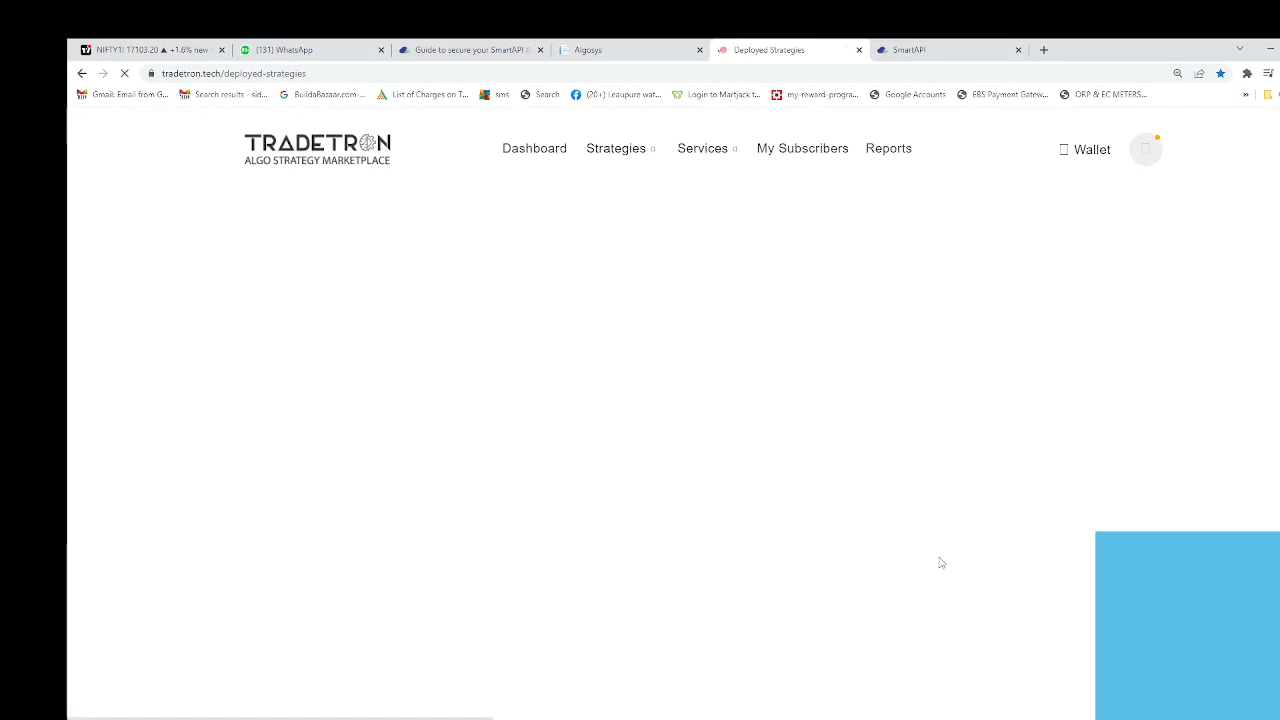 NIFTY1!: 17103.20 ▲ +1.6% new
(131) WhatsApp
Guide to secure your SmartAPI A
Algosys
Deployed Strategies
SmartAPI
tradetron.tech/deployed-strategies
Gmail: Email from G...
Search results - sid...
BuildaBazaar.com-...
List of Charges on T...
sms
Search
(20+) Leaupure wat...
Login to Martjack t...
my-reward-progra...
Google Accounts
EBS Payment Gatew...
ORP & EC METERS...
»
TRADETRON
ALGO STRATEGY MARKETPLACE
Dashboard
Strategies
Services
My Subscribers
Reports
Wallet